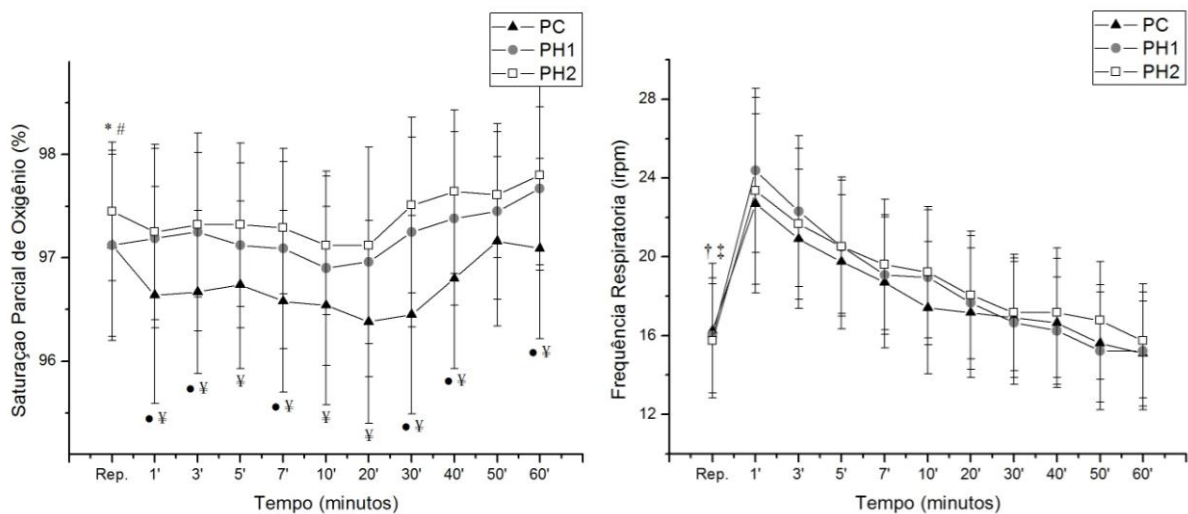 PC
PH1
PH2
Saturaçao Parcial de Oxigênio (%)
98
97
96
* #
● ¥
● ¥
¥
● ¥
¥
¥
● ¥
● ¥
● ¥
Rep. 1' 3' 5' 7' 10' 20' 30' 40' 50' 60'
Tempo (minutos)
PC
PH1
PH2
Frequência Respiratoria (irpm)
28
24
20
16
12
† ‡
Rep. 1' 3' 5' 7' 10' 20' 30' 40' 50' 60'
Tempo (minutos)